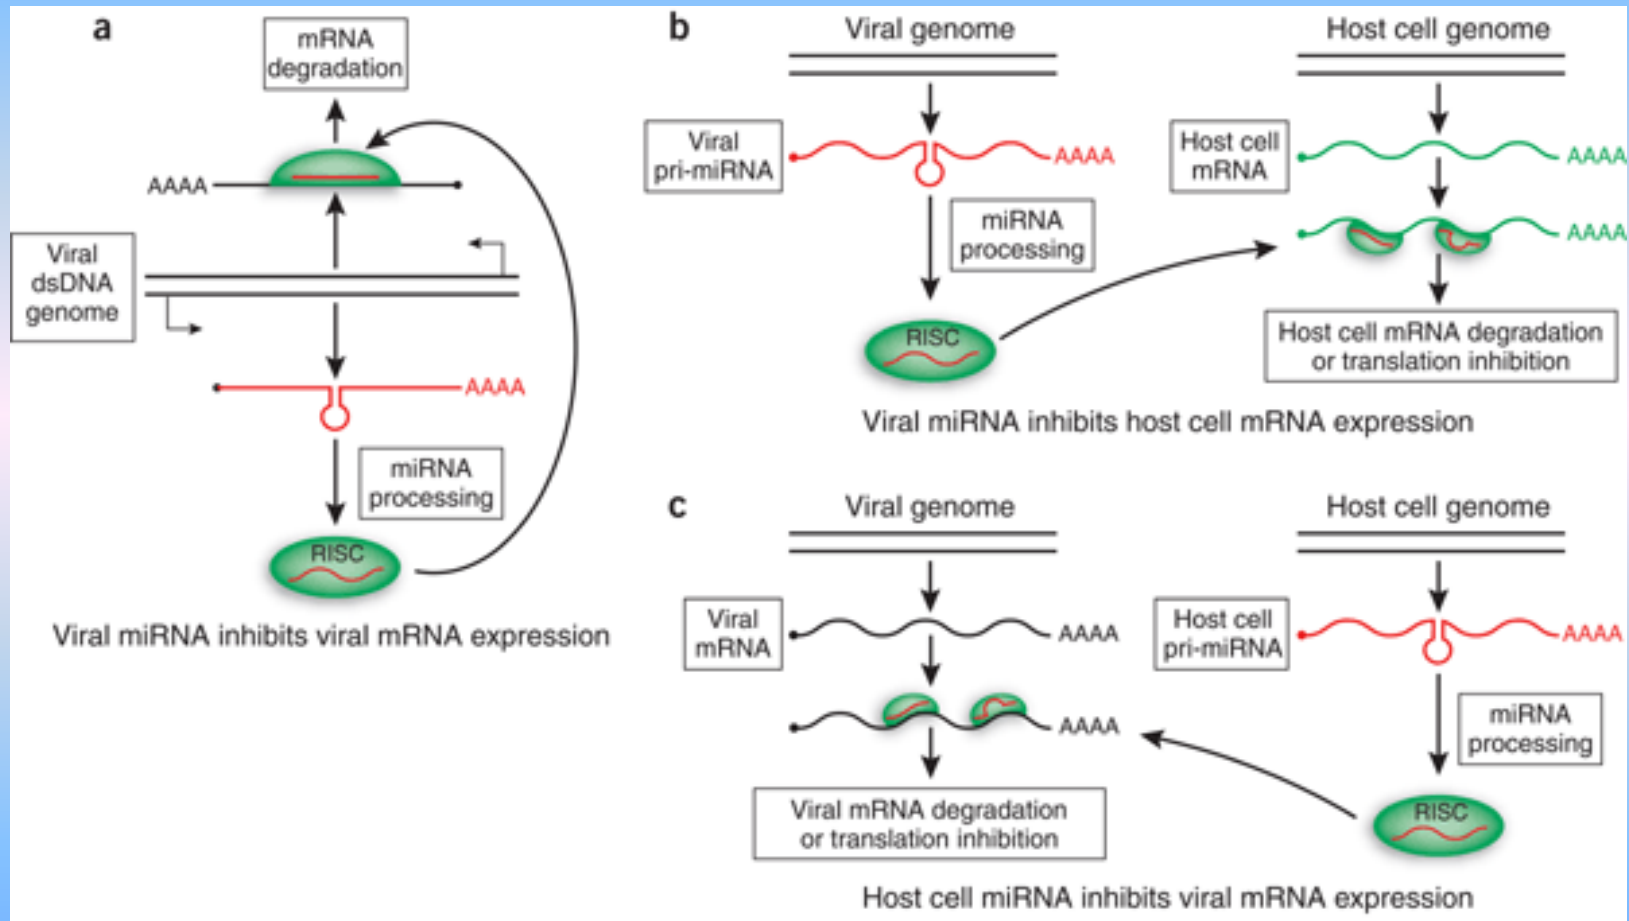 a
mRNA
degradation
AAAA
Viral
dsDNA
genome
AAAA
miRNA
processing
RISC
Viral miRNA inhibits viral mRNA expression
b
Viral genome
Host cell genome
Viral
pri-miRNA
AAAA
Host cell
mRNA
AAAA
miRNA
processing
AAAA
RISC
Host cell mRNA degradation
or translation inhibition
Viral miRNA inhibits host cell mRNA expression
c
Viral genome
Host cell genome
Viral
mRNA
AAAA
Host cell
pri-miRNA
AAAA
AAAA
miRNA
processing
Viral mRNA degradation
or translation inhibition
RISC
Host cell miRNA inhibits viral mRNA expression